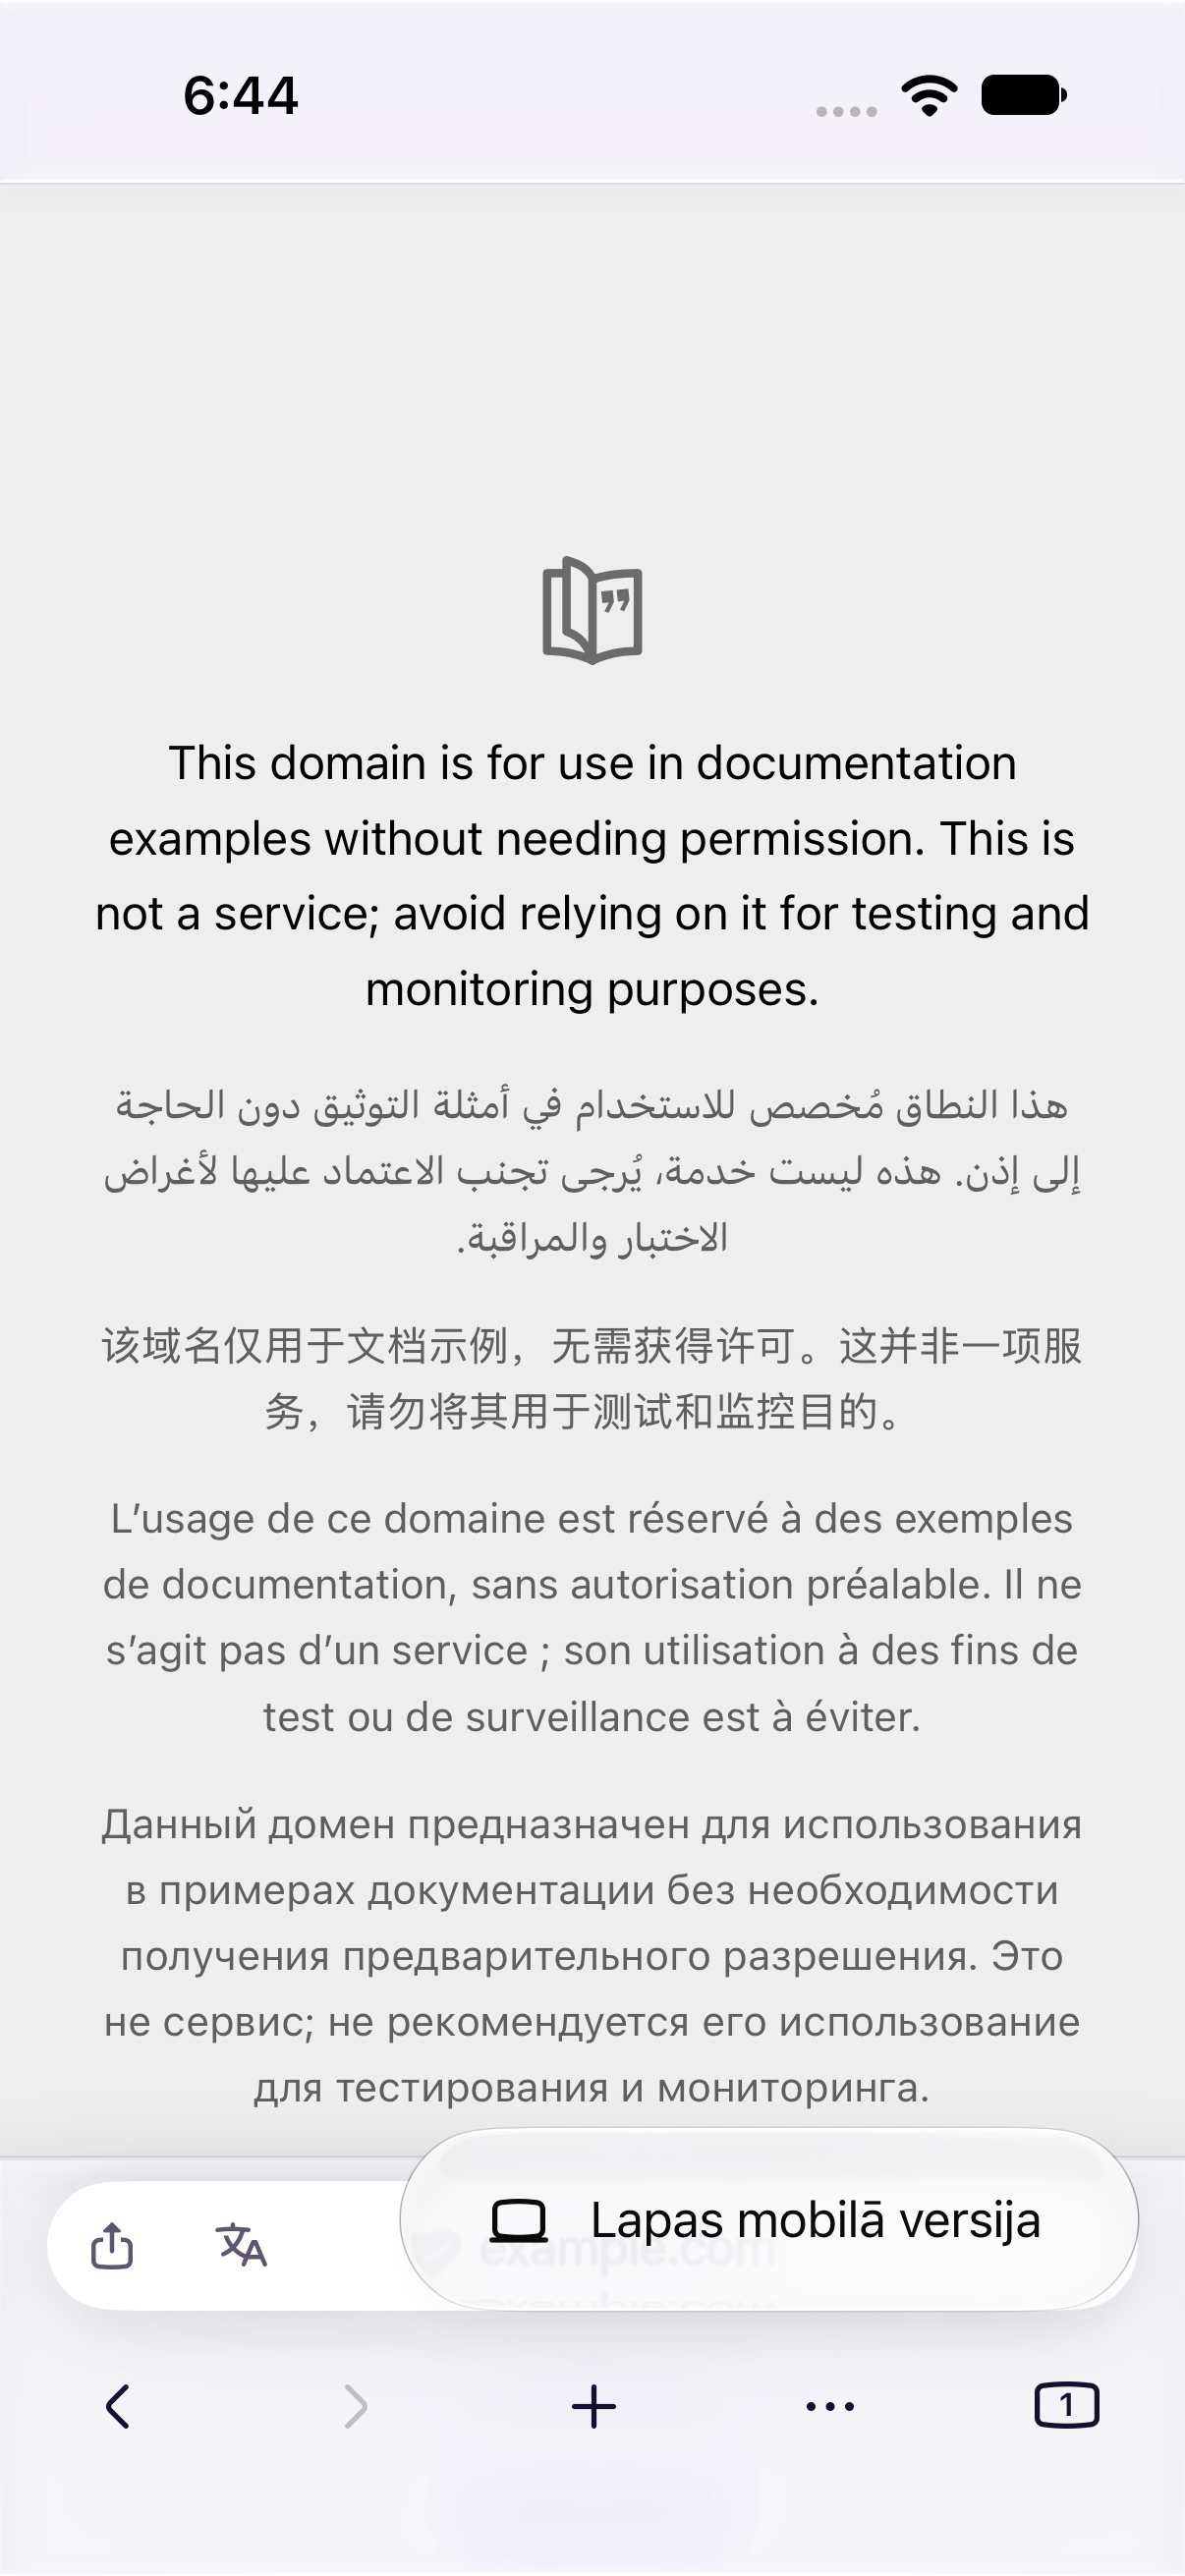 6:44
This domain is for use in documentation
examples without needing permission. This is
not a service; avoid relying on it for testing and
monitoring purposes.
هذا النطاق مُخصص للاستخدام في أمثلة التوثيق دون الحاجة
إلى إذن. هذه ليست خدمة، يُرجى تجنب الاعتماد عليها لأغراض
الاختبار والمراقبة.
该域名仅用于文档示例，无需获得许可。这并非一项服
务，请勿将其用于测试和监控目的。
L’usage de ce domaine est réservé à des exemples
de documentation, sans autorisation préalable. Il ne
s’agit pas d’un service ; son utilisation à des fins de
test ou de surveillance est à éviter.
Данный домен предназначен для использования
в примерах документации без необходимости
получения предварительного разрешения. Это
не сервис; не рекомендуется его использование
для тестирования и мониторинга.
Lapas mobilā versija
example.com
1